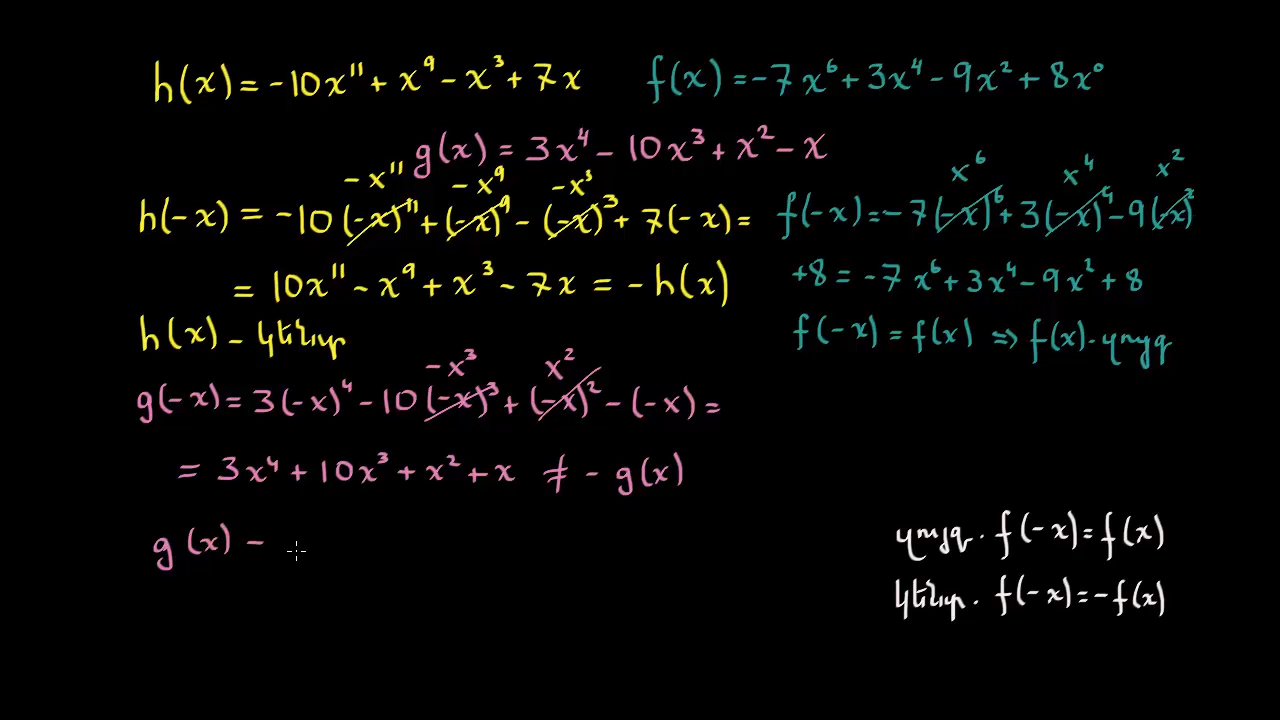 h(x) = -10x¹¹ + x⁹ - x³ + 7x
f(x) = -7x⁶ + 3x⁴ - 9x² + 8x⁰
g(x) = 3x⁴ - 10x³ + x² - x
-x¹¹ -x⁹ -x³
h(-x) = -10(-x)¹¹ + (-x)⁹ - (-x)³ + 7(-x) =
= 10x¹¹ - x⁹ + x³ - 7x = -h(x)
h(x) - կենտ
x⁶ x⁴ x²
f(-x) = -7(-x)⁶ + 3(-x)⁴ - 9(-x)²
+8 = -7x⁶ + 3x⁴ - 9x² + 8
f(-x) = f(x) ⇒ f(x) - զույգ
-x³ x²
g(-x) = 3(-x)⁴ - 10(-x)³ + (-x)² - (-x) =
= 3x⁴ + 10x³ + x² + x ≠ - g(x)
g(x) -
զույգ. f(-x) = f(x)
կենտ. f(-x) = -f(x)